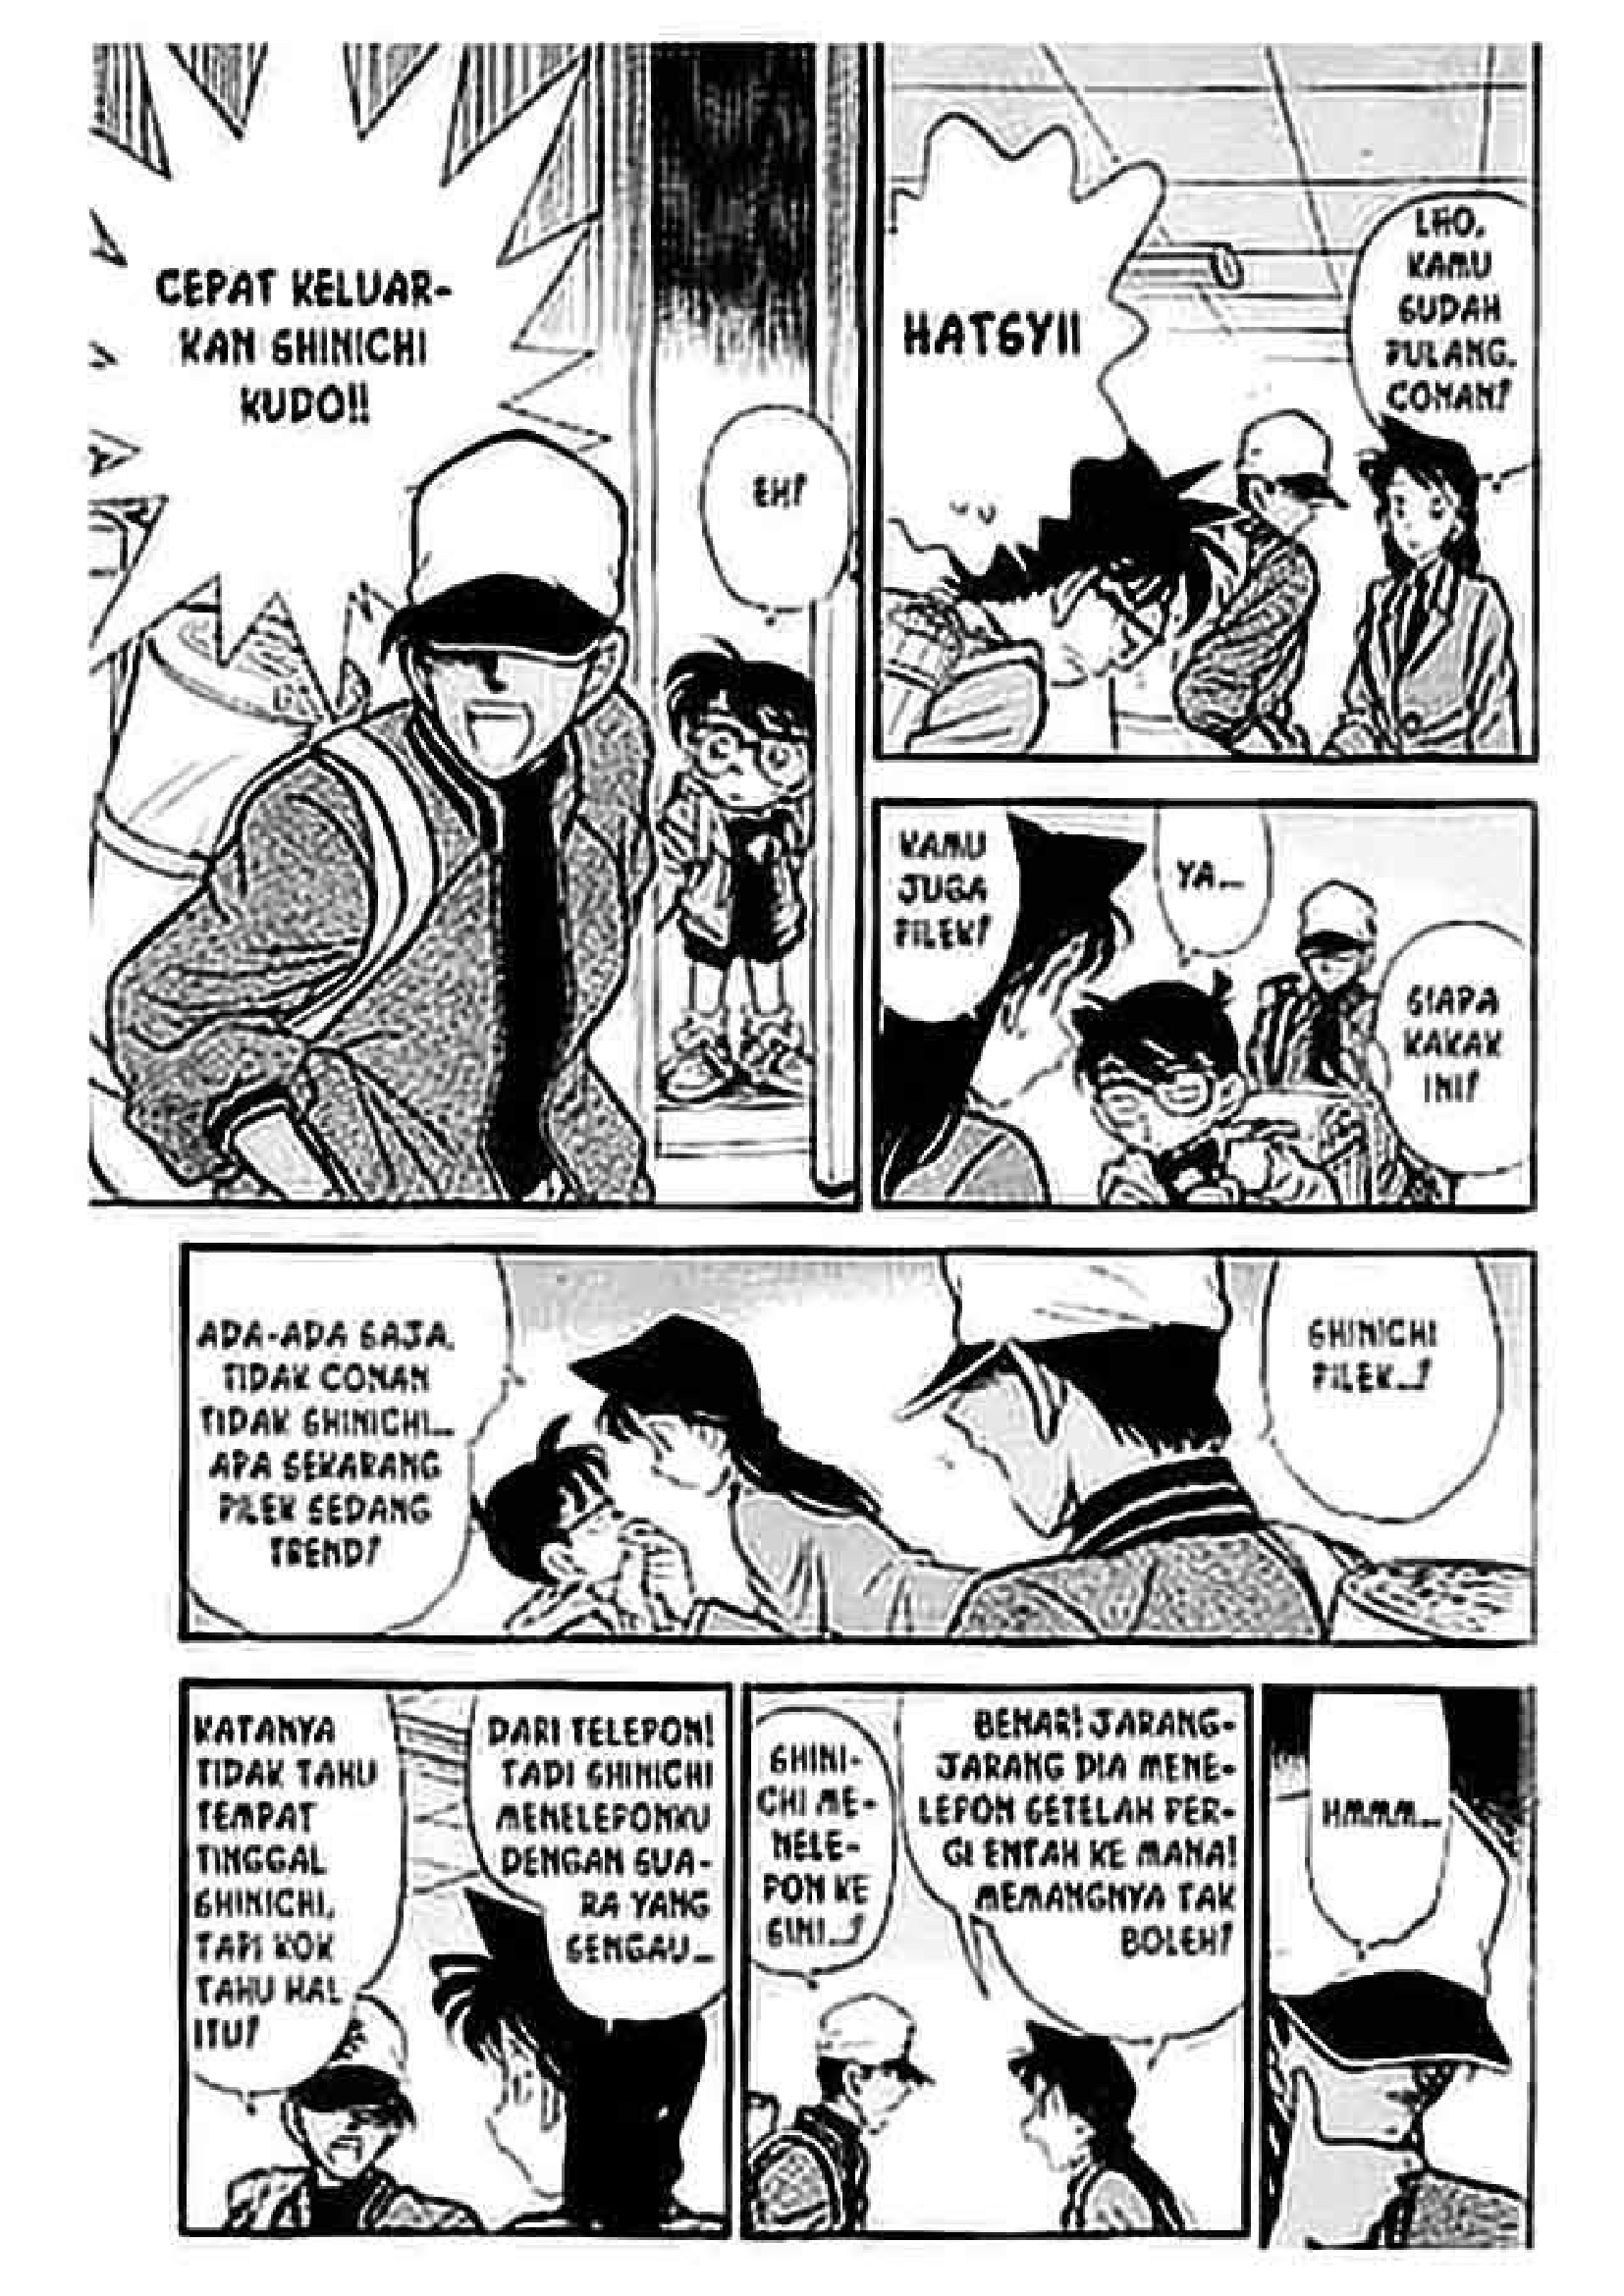 CEPAT KELUAR-
KAN SHINICHI
KUDO!!
EH?
HATSYII
LHO,
KAMU
SUDAH
PULANG,
CONAN?
KAMU
JUGA
PILEK?
YA...
SIAPA
KAKAK
INI?
ADA-ADA SAJA.
TIDAK CONAN
TIDAK SHINICHI...
APA SEKARANG
PILEK SEDANG
TREND?
SHINICHI
PILEK...?
KATANYA
TIDAK TAHU
TEMPAT
TINGGAL
SHINICHI,
TAPI KOK
TAHU HAL
ITU?
DARI TELEPON!
TADI SHINICHI
MENELEPONKU
DENGAN SUA-
RA YANG
SENGAU...
SHINI-
CHI ME-
NELE-
PON KE
SINI...?
BENAR! JARANG-
JARANG DIA MENE-
LEPON SETELAH PER-
GI ENTAH KE MANA!
MEMANGNYA TAK
BOLEH?
HMMM...